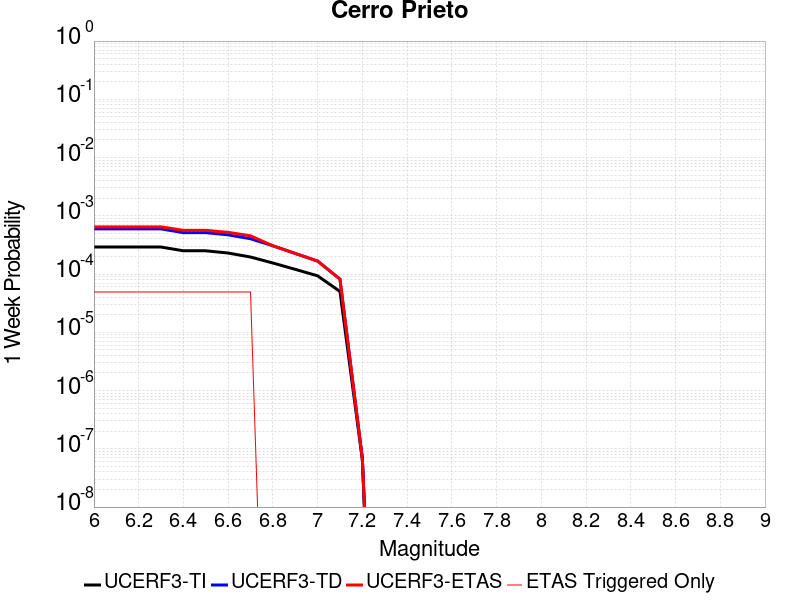 Cerro Prieto
10^0
10^-1
10^-2
10^-3
10^-4
10^-5
10^-6
10^-7
10^-8
1 Week Probability
6 6.2 6.4 6.6 6.8 7 7.2 7.4 7.6 7.8 8 8.2 8.4 8.6 8.8 9
Magnitude
UCERF3-TI UCERF3-TD UCERF3-ETAS ETAS Triggered Only